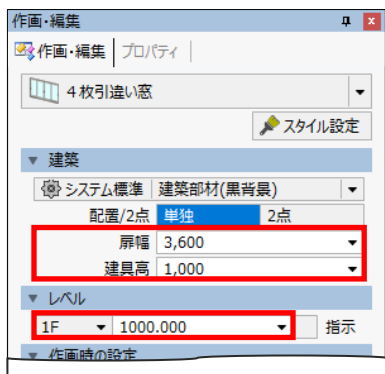 作画・編集
作画・編集 プロパティ
4枚引違い窓
スタイル設定
建築
システム標準 建築部材(黒背景)
配置/2点 単独 2点
扉幅 3,600
建具高 1,000
レベル
1F 1000.000 指示
作画時の設定